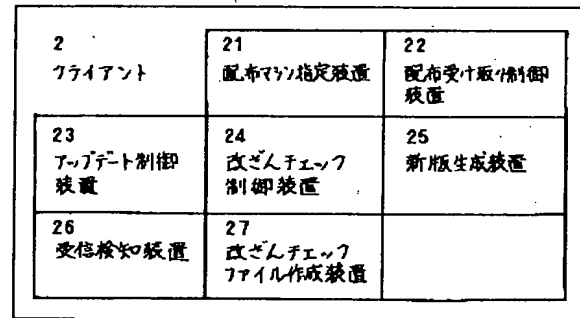 2
クライアント
21
配布マシン指定装置
22
配布受け取り制御
装置
23
アップデート制御
装置
24
改ざんチェック
制御装置
25
新版生成装置
26
受信検知装置
27
改ざんチェック
ファイル作成装置